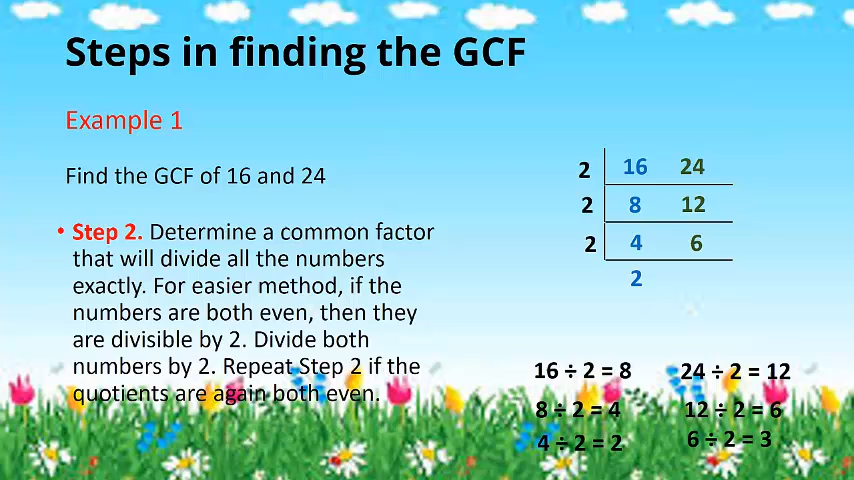 Steps in finding the GCF
Example 1
Find the GCF of 16 and 24
• Step 2. Determine a common factor
that will divide all the numbers
exactly. For easier method, if the
numbers are both even, then they
are divisible by 2. Divide both
numbers by 2. Repeat Step 2 if the
quotients are again both even.
2 16 24
2 8 12
2 4 6
2
16 ÷ 2 = 8 24 ÷ 2 = 12
8 ÷ 2 = 4 12 ÷ 2 = 6
4 ÷ 2 = 2 6 ÷ 2 = 3